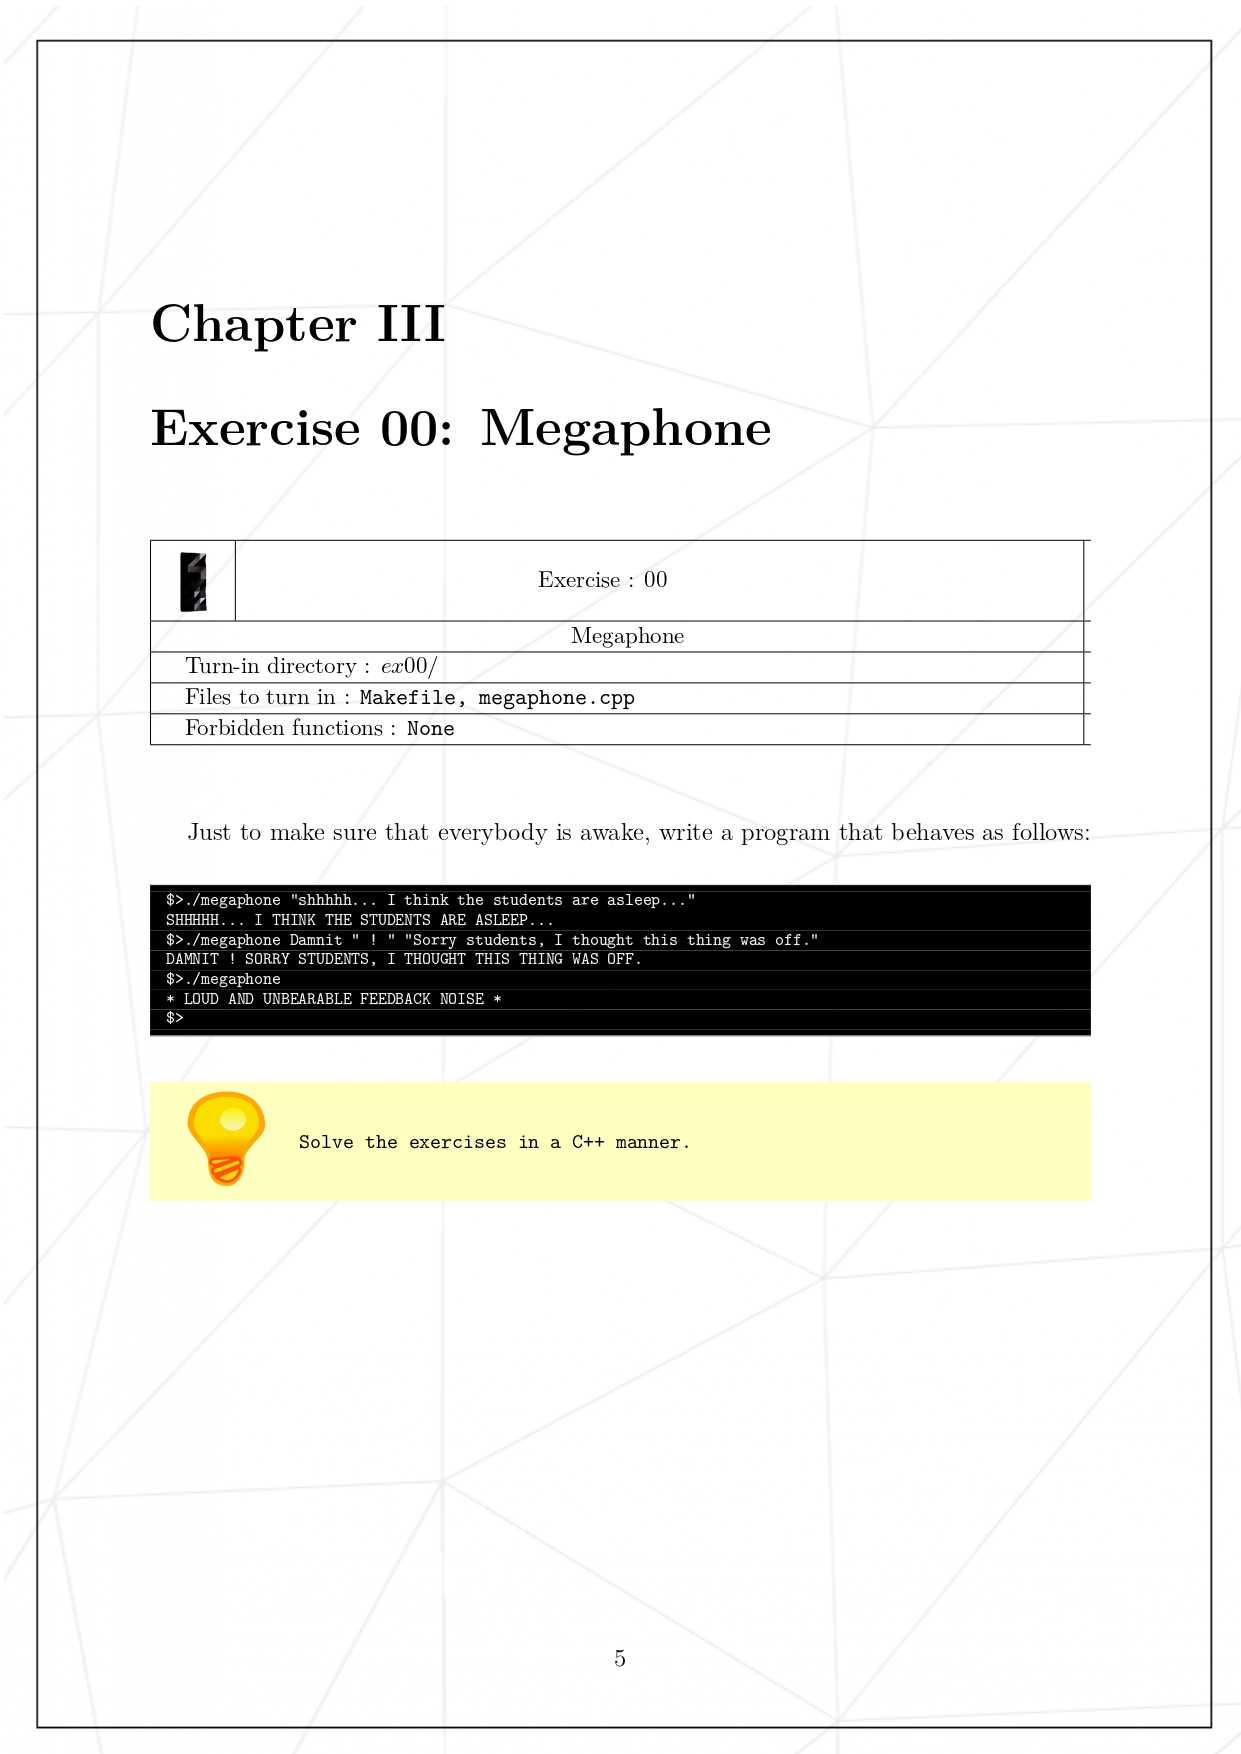 Chapter III
Exercise 00: Megaphone
Exercise : 00
Megaphone
Turn-in directory : ex00/
Files to turn in : Makefile, megaphone.cpp
Forbidden functions : None
Just to make sure that everybody is awake, write a program that behaves as follows:
$>./megaphone "shhhhh... I think the students are asleep..."
SHHHHH... I THINK THE STUDENTS ARE ASLEEP...
$>./megaphone Damnit " ! " "Sorry students, I thought this thing was off."
DAMNIT ! SORRY STUDENTS, I THOUGHT THIS THING WAS OFF.
$>./megaphone
* LOUD AND UNBEARABLE FEEDBACK NOISE *
$>
Solve the exercises in a C++ manner.
5